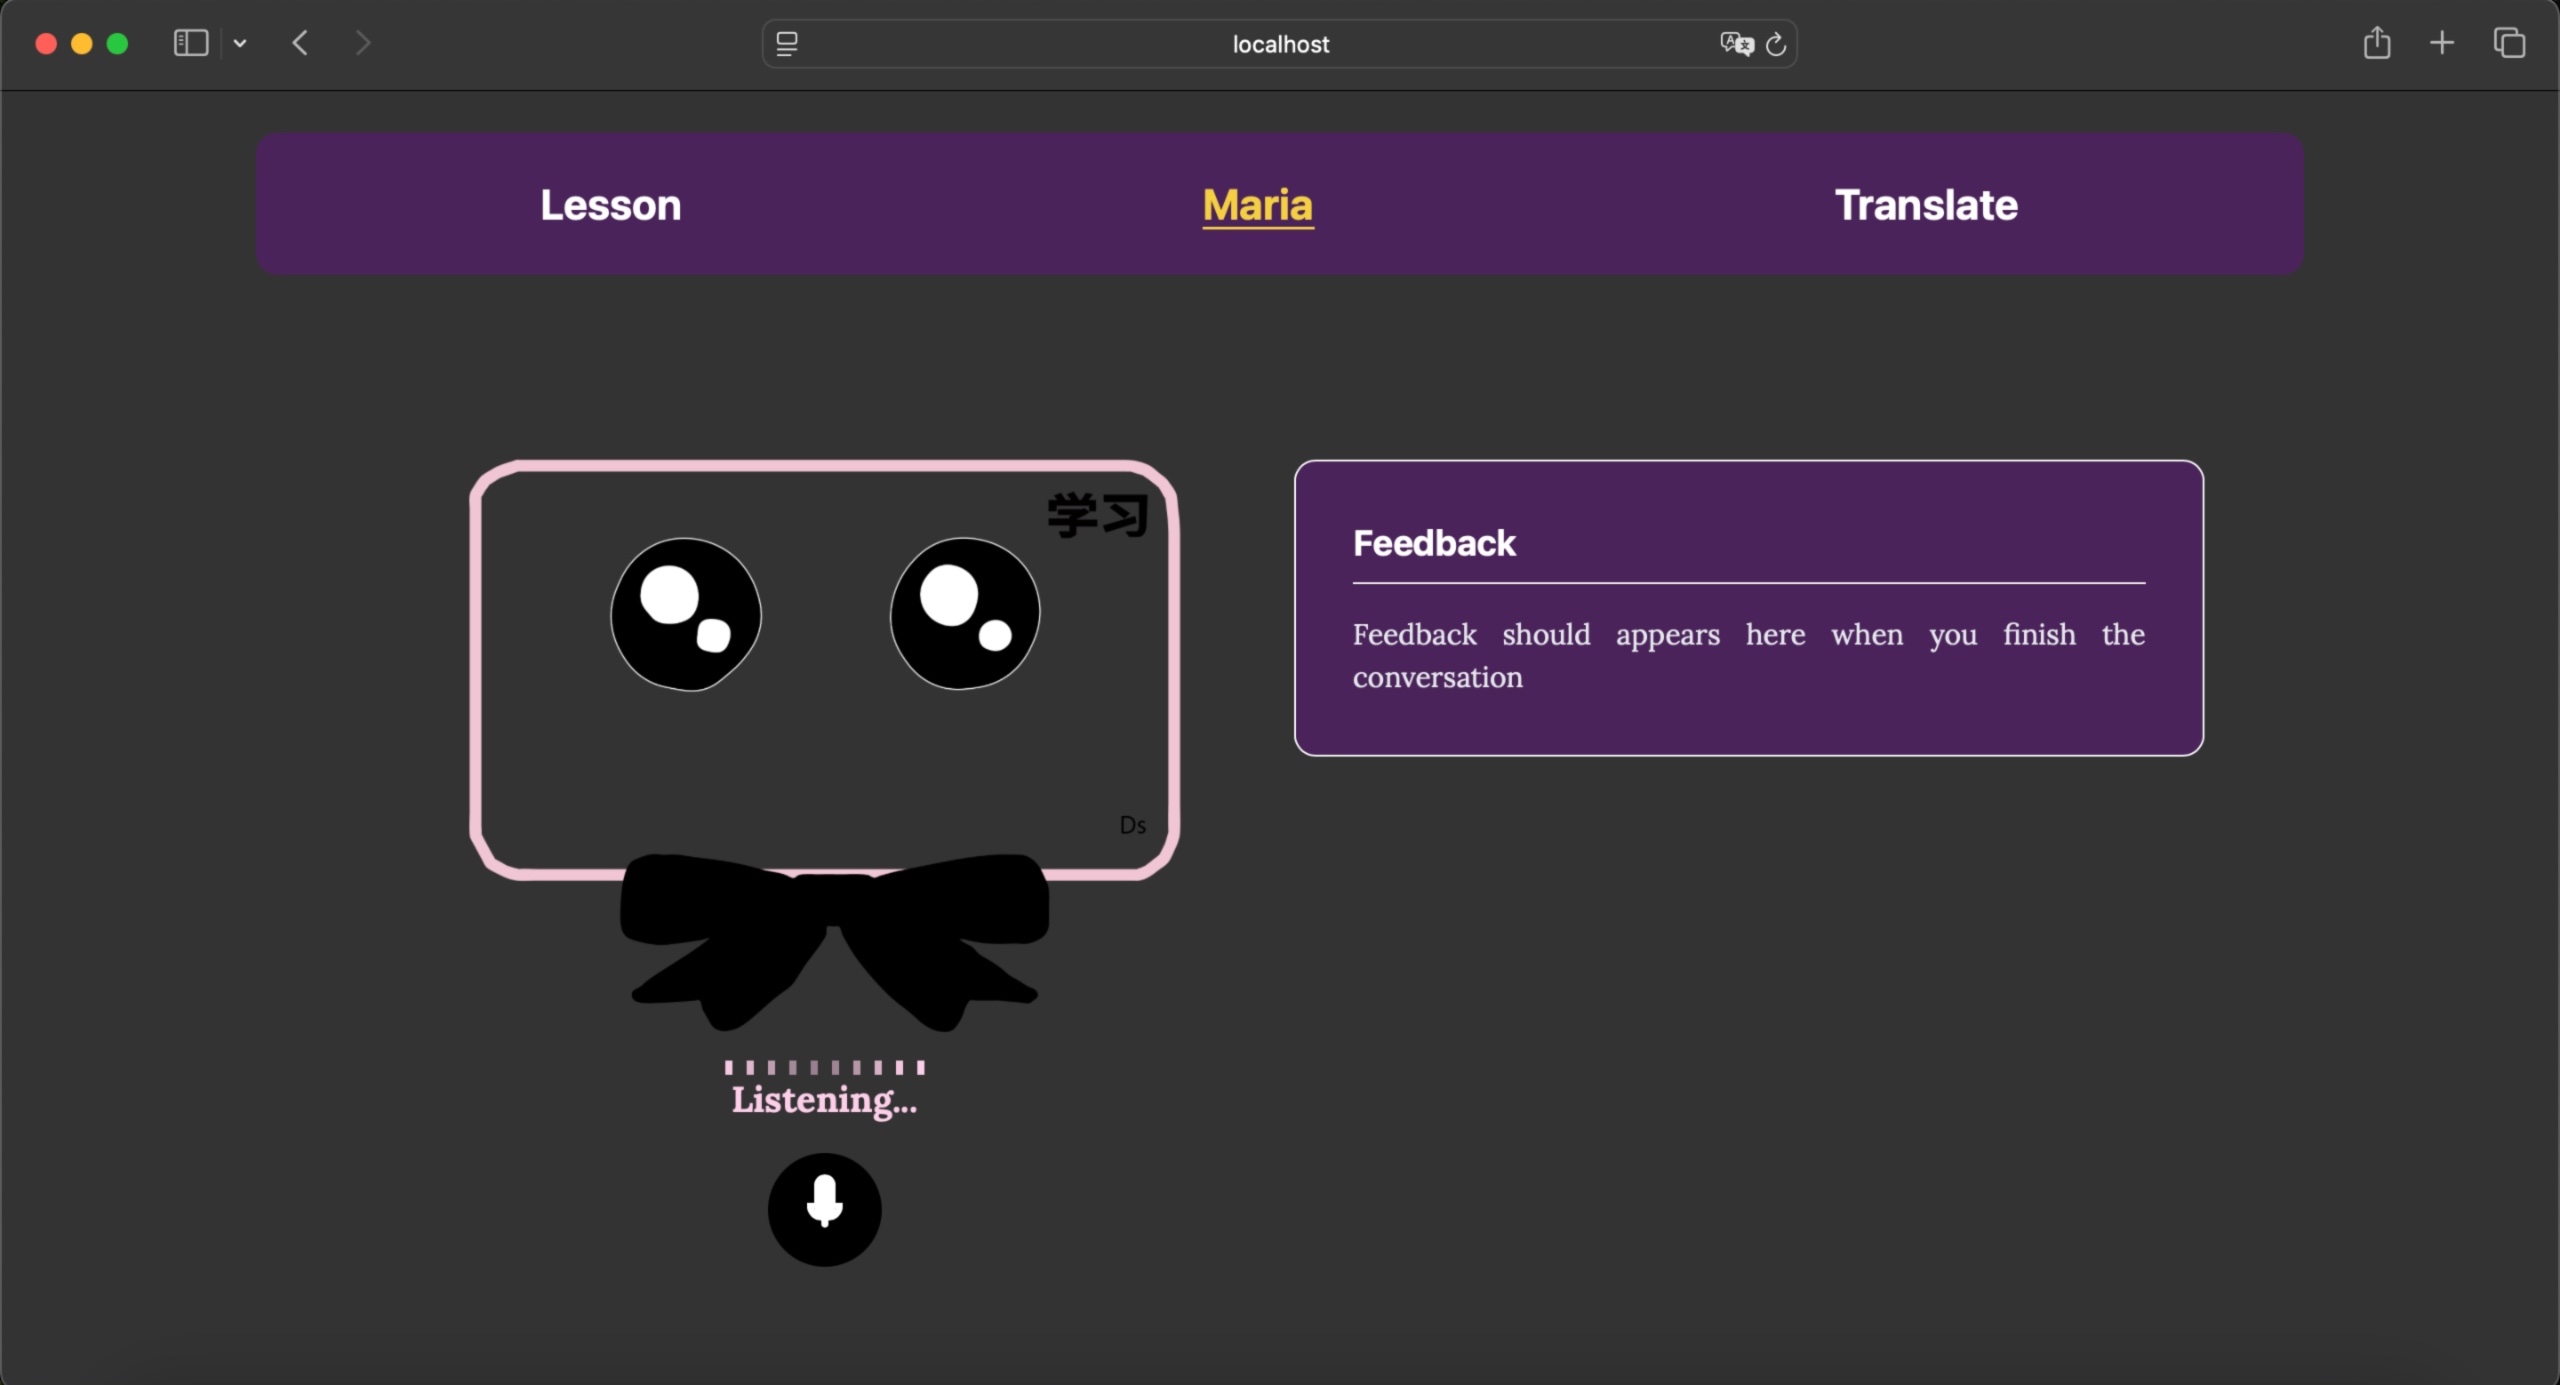 localhost
Lesson
Maria
Translate
学习
Ds
Listening...
Feedback
Feedback should appears here when you finish the
conversation